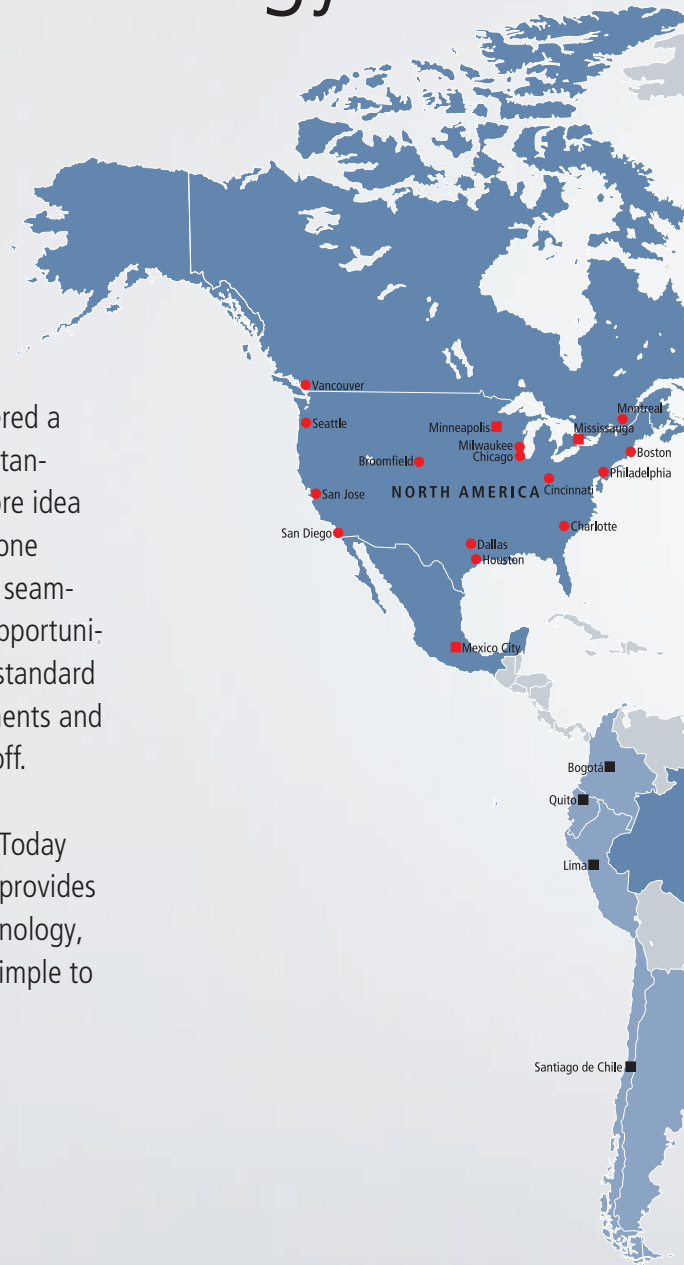 gy
ered a
tan-
ore idea
one
seam-
pportuni-
standard
ents and
off.
Today
provides
nology,
imple to
Vancouver
Seattle
Montreal
Minneapolis
Mississauga
Milwaukee
Chicago
Boston
Broomfield
Philadelphia
San Jose
NORTH AMERICA
Cincinnati
San Diego
Charlotte
Dallas
Houston
Mexico City
Bogotá
Quito
Lima
Santiago de Chile